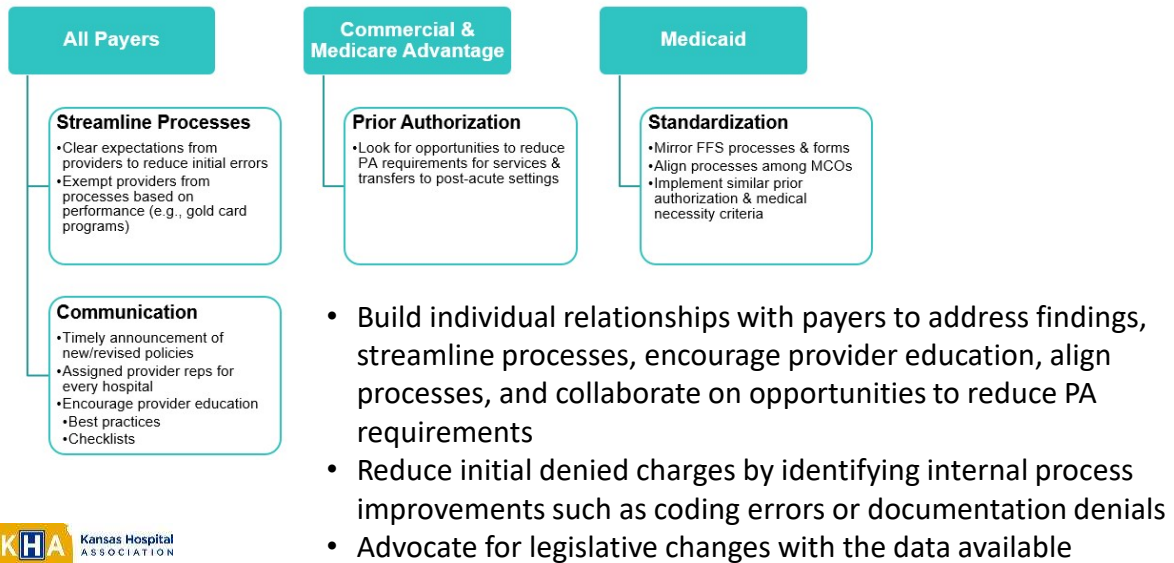 All Payers
Streamline Processes
•Clear expectations from
providers to reduce initial errors
•Exempt providers from
processes based on
performance (e.g., gold card
programs)
Communication
•Timely announcement of
new/revised policies
•Assigned provider reps for
every hospital
•Encourage provider education
•Best practices
•Checklists
Commercial &
Medicare Advantage
Prior Authorization
•Look for opportunities to reduce
PA requirements for services &
transfers to post-acute settings
Medicaid
Standardization
•Mirror FFS processes & forms
•Align processes among MCOs
•Implement similar prior
authorization & medical
necessity criteria
• Build individual relationships with payers to address findings,
streamline processes, encourage provider education, align
processes, and collaborate on opportunities to reduce PA
requirements
• Reduce initial denied charges by identifying internal process
improvements such as coding errors or documentation denials
• Advocate for legislative changes with the data available
KHA Kansas Hospital
ASSOCIATION